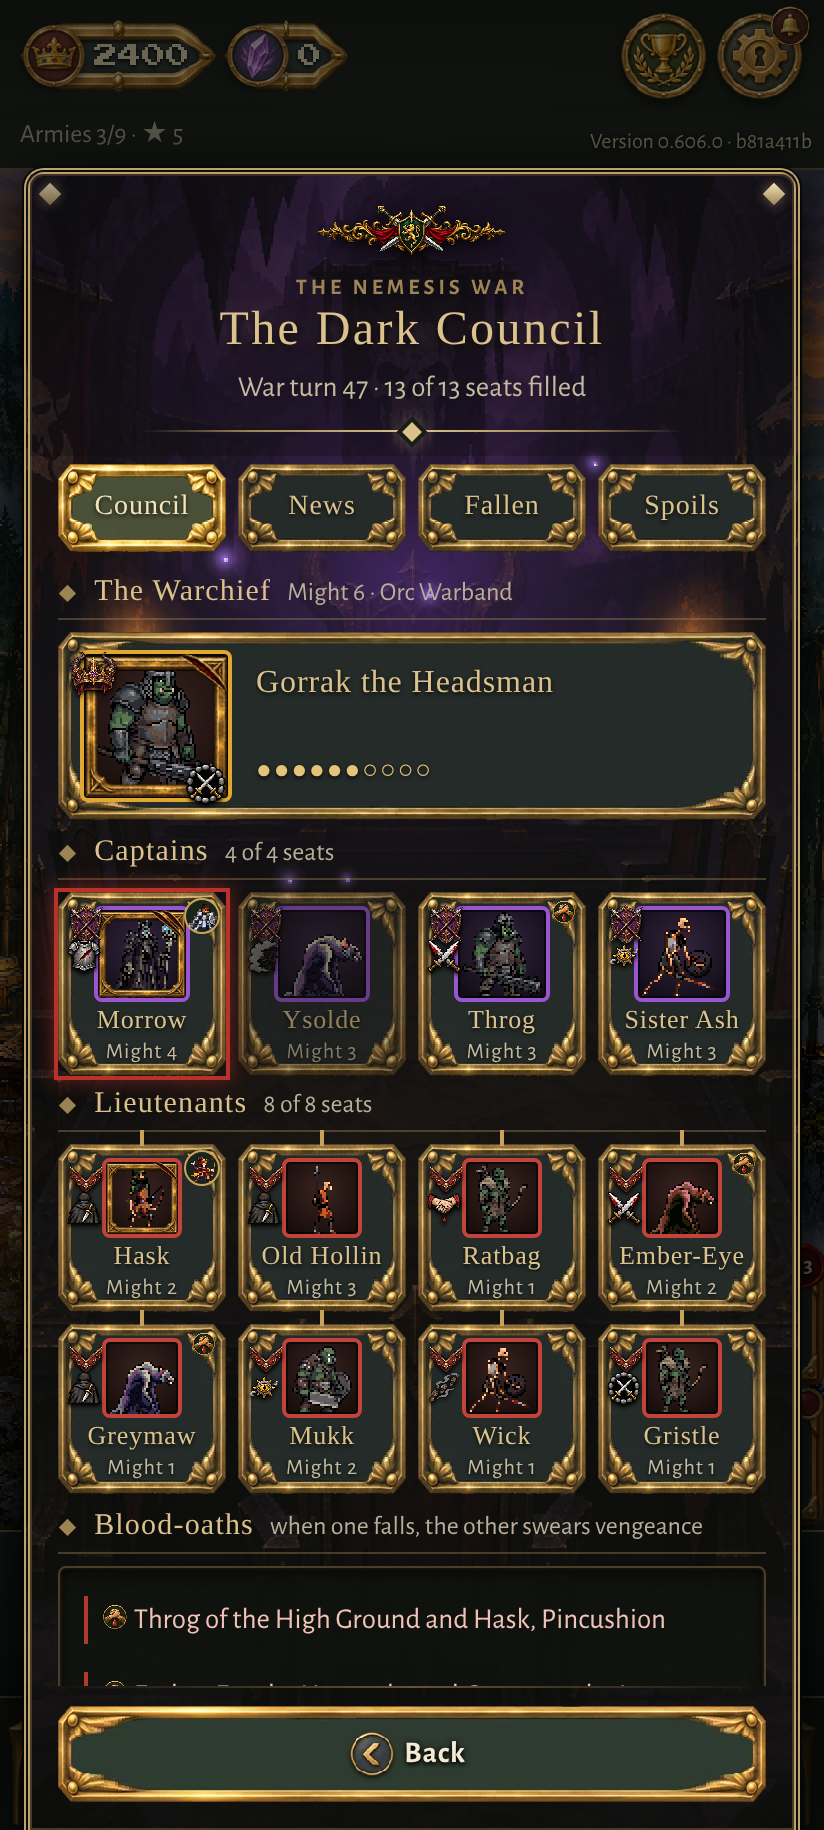 2400
0
Armies 3/9 · ★ 5
Version 0.606.0 · b81a411b
THE NEMESIS WAR
The Dark Council
War turn 47 · 13 of 13 seats filled
Council
News
Fallen
Spoils
The Warchief
Might 6 · Orc Warband
Gorrak the Headsman
Captains
4 of 4 seats
Morrow
Might 4
Ysolde
Might 3
Throg
Might 3
Sister Ash
Might 3
Lieutenants
8 of 8 seats
Hask
Might 2
Old Hollin
Might 3
Ratbag
Might 1
Ember-Eye
Might 2
3
Greymaw
Might 1
Mukk
Might 2
Wick
Might 1
Gristle
Might 1
Blood-oaths
when one falls, the other swears vengeance
Throg of the High Ground and Hask, Pincushion
Back